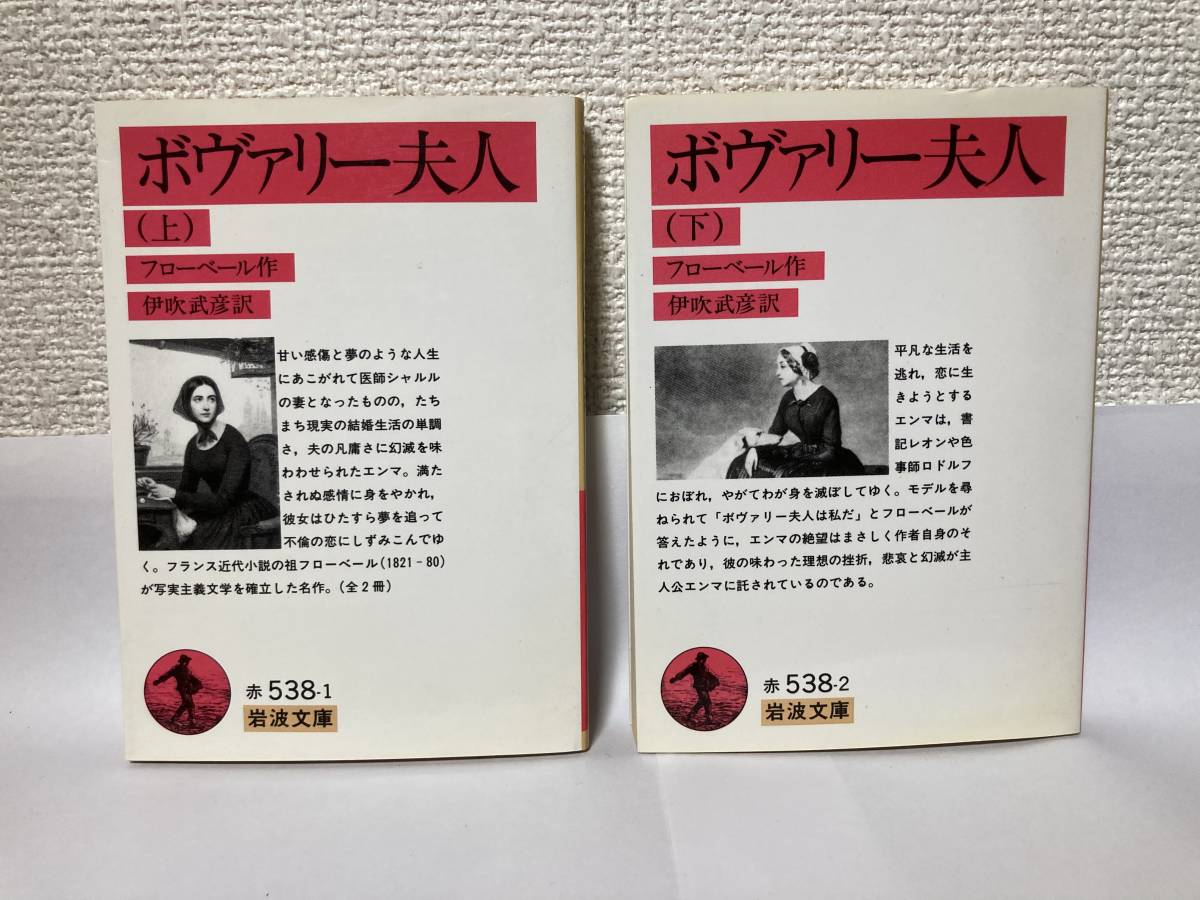 ボヴァリー夫人
(上)
フローベール作
伊吹武彦訳
甘い感傷と夢のような人生
にあこがれて医師シャルル
の妻となったものの，たち
まち現実の結婚生活の単調
さ，夫の凡庸さに幻滅を味
わわせられたエンマ。満た
されぬ感情に身をやかれ，
彼女はひたすら夢を追って
不倫の恋にしずみこんでゆ
く。フランス近代小説の祖フローベール(1821－80)
が写実主義文学を確立した名作。(全2冊)
赤 538-1
岩波文庫
ボヴァリー夫人
(下)
フローベール作
伊吹武彦訳
平凡な生活を
逃れ，恋に生
きようとする
エンマは，書
記レオンや色
事師ロドルフ
におぼれ，やがてわが身を滅ぼしてゆく。モデルを尋
ねられて「ボヴァリー夫人は私だ」とフローベールが
答えたように，エンマの絶望はまさしく作者自身のそ
れであり，彼の味わった理想の挫折，悲哀と幻滅が主
人公エンマに託されているのである。
赤 538-2
岩波文庫